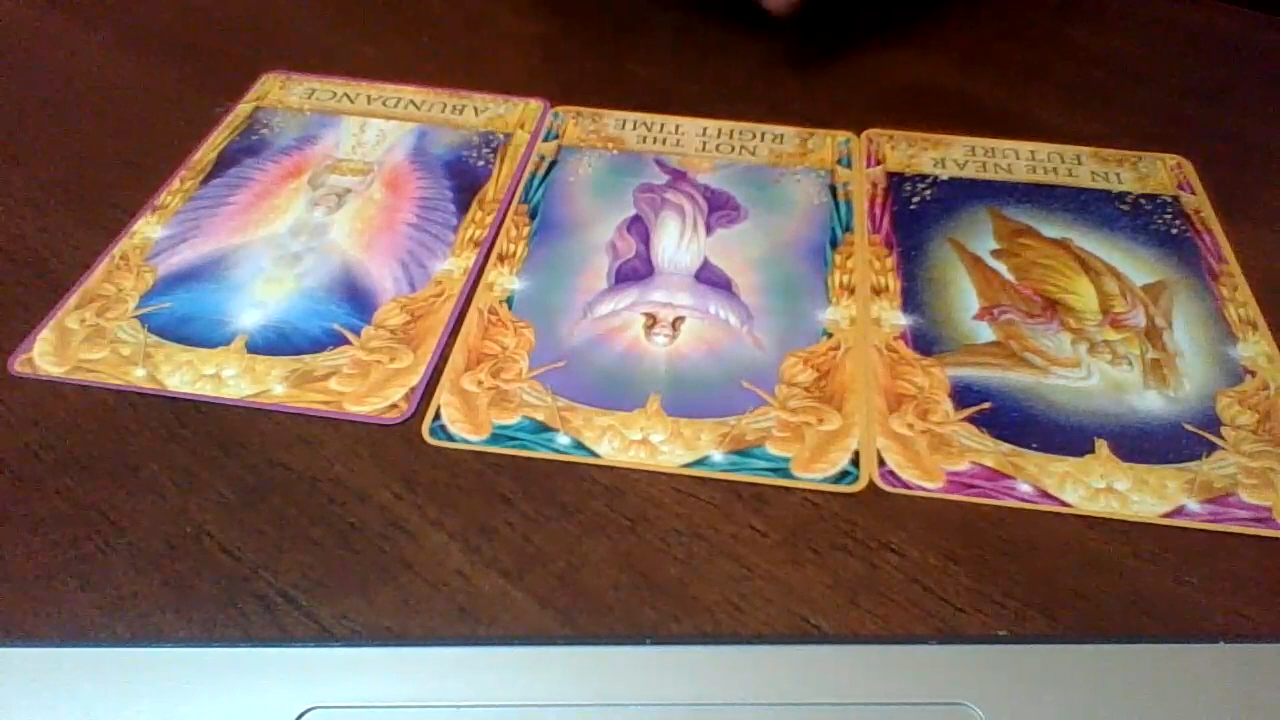 ABUNDANCE
NOT THE
RIGHT TIME
IN THE NEAR
FUTURE